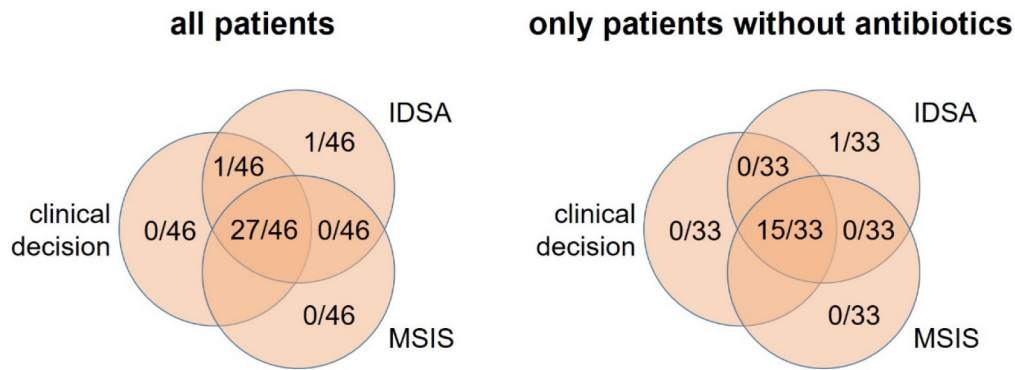 all patients
IDSA
1/46
1/46
clinical
decision
0/46
27/46
0/46
0/46
MSIS
only patients without antibiotics
IDSA
1/33
0/33
clinical
decision
0/33
15/33
0/33
0/33
MSIS